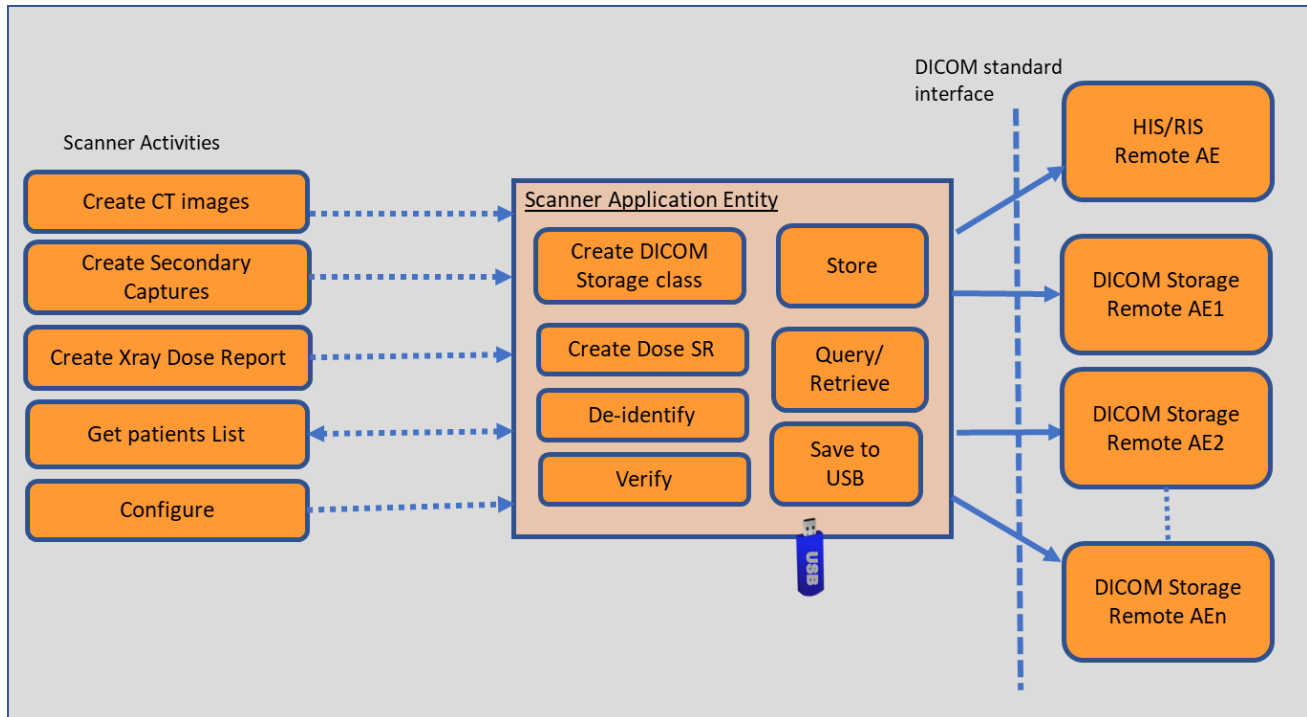 Scanner Activities
Create CT images
Create Secondary
Captures
Create Xray Dose Report
Get patients List
Configure
Scanner Application Entity
Create DICOM
Storage class
Create Dose SR
De-identify
Verify
Store
Query/
Retrieve
Save to
USB
USB
DICOM standard
interface
HIS/RIS
Remote AE
DICOM Storage
Remote AE1
DICOM Storage
Remote AE2
DICOM Storage
Remote AEn